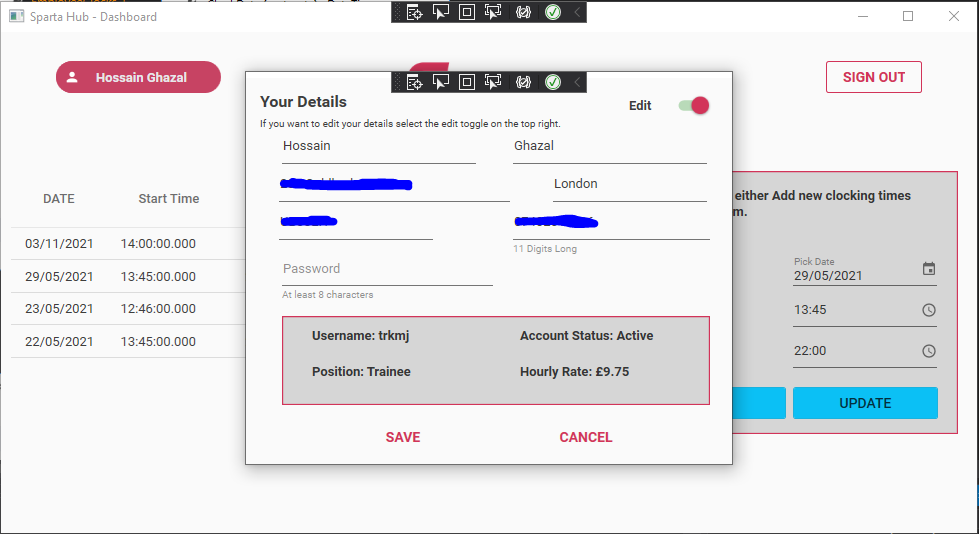 Sparta Hub - Dashboard
Hossain Ghazal
SIGN OUT
Your Details
Edit
If you want to edit your details select the edit toggle on the top right.
Hossain
Ghazal
London
11 Digits Long
Password
At least 8 characters
Username: trkmj
Account Status: Active
Position: Trainee
Hourly Rate: £9.75
SAVE
CANCEL
DATE
Start Time
03/11/2021
14:00:00.000
29/05/2021
13:45:00.000
23/05/2021
12:46:00.000
22/05/2021
13:45:00.000
either Add new clocking times
Pick Date
29/05/2021
13:45
22:00
UPDATE